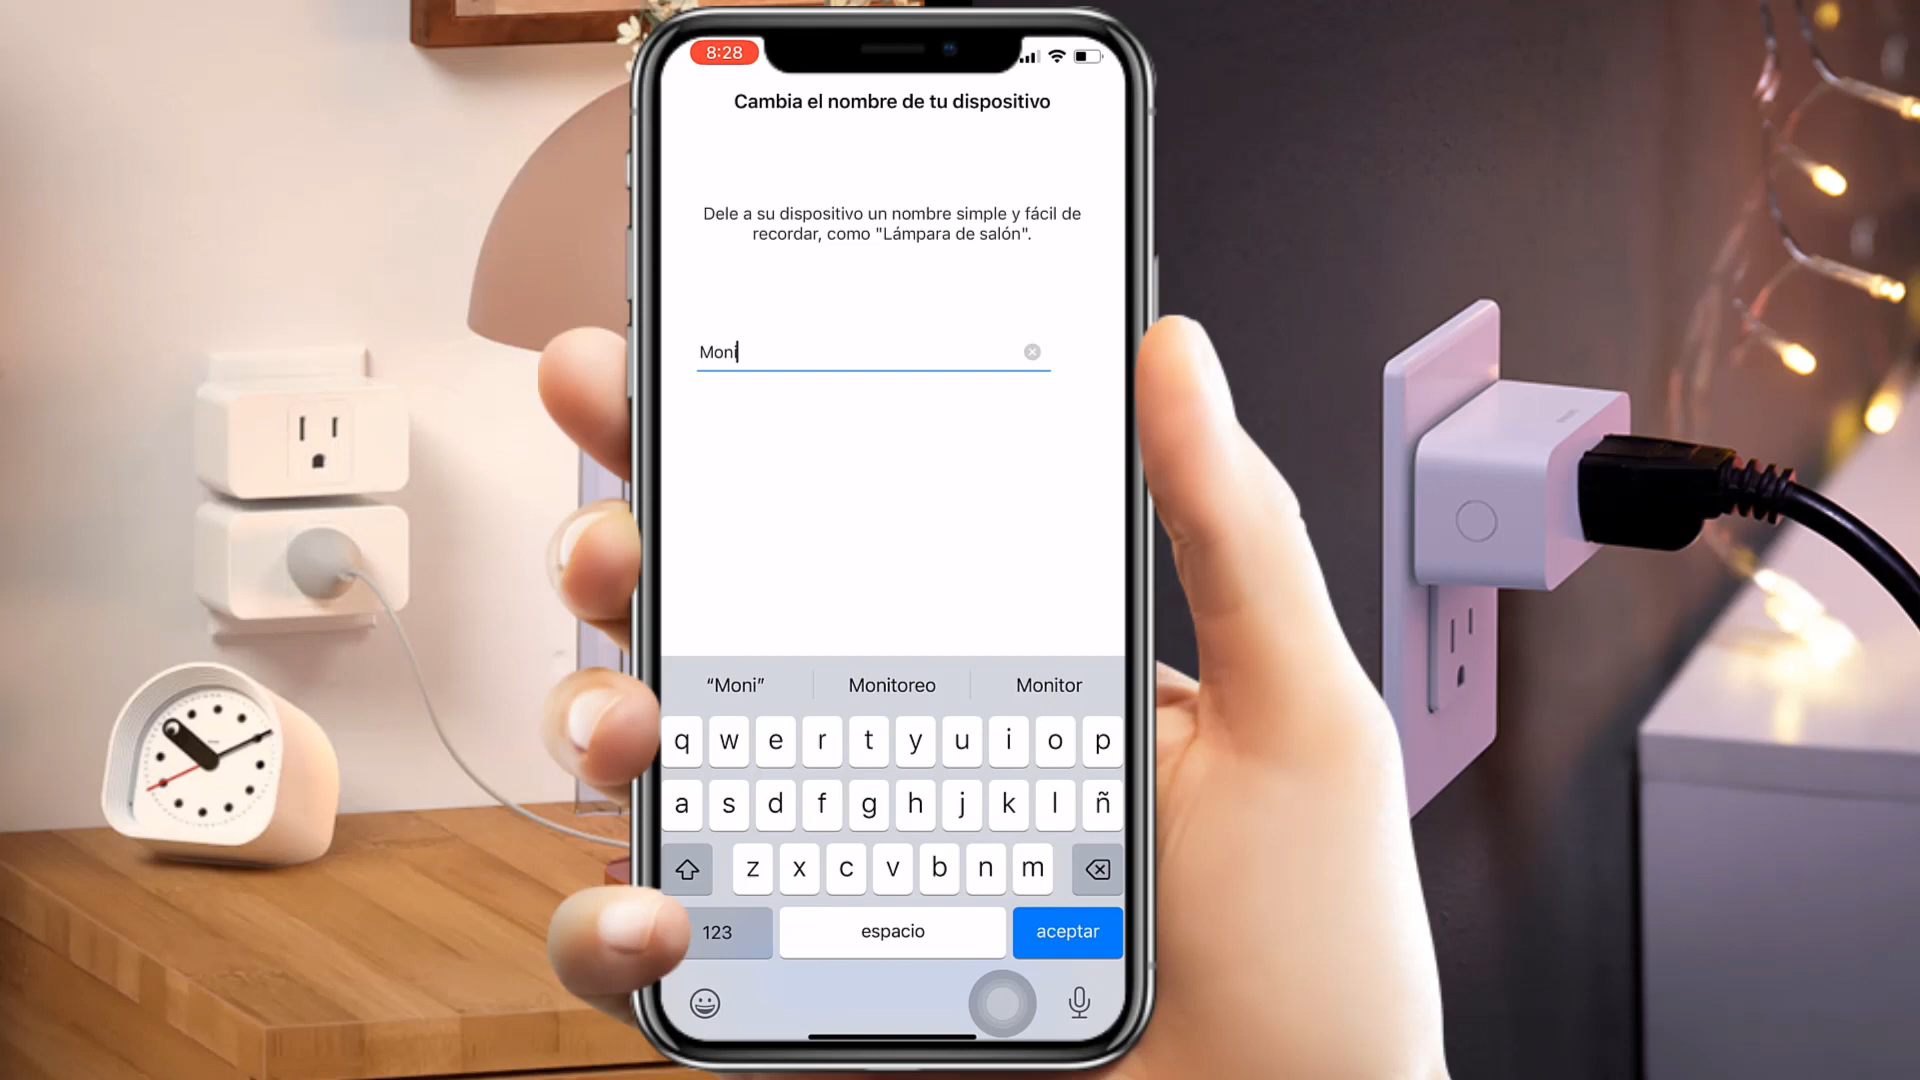 8:28
Cambia el nombre de tu dispositivo
Dele a su dispositivo un nombre simple y fácil de
recordar, como "Lámpara de salón".
Moni
“Moni” Monitoreo Monitor
q w e r t y u i o p
a s d f g h j k l ñ
z x c v b n m
123 espacio aceptar